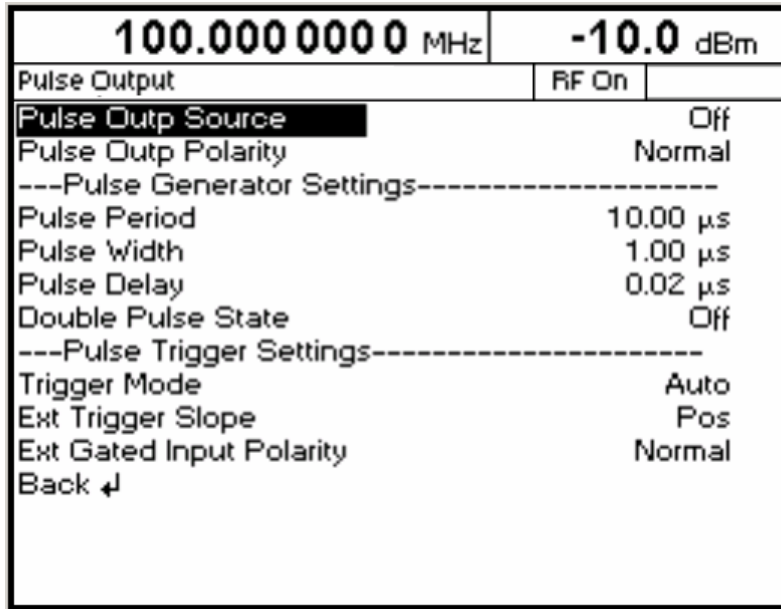 100.000 000 0 MHz -10.0 dBm
Pulse Output RF On
Pulse Outp Source Off
Pulse Outp Polarity Normal
---Pulse Generator Settings--------------------
Pulse Period 10.00 µs
Pulse Width 1.00 µs
Pulse Delay 0.02 µs
Double Pulse State Off
---Pulse Trigger Settings----------------------
Trigger Mode Auto
Ext Trigger Slope Pos
Ext Gated Input Polarity Normal
Back ↲